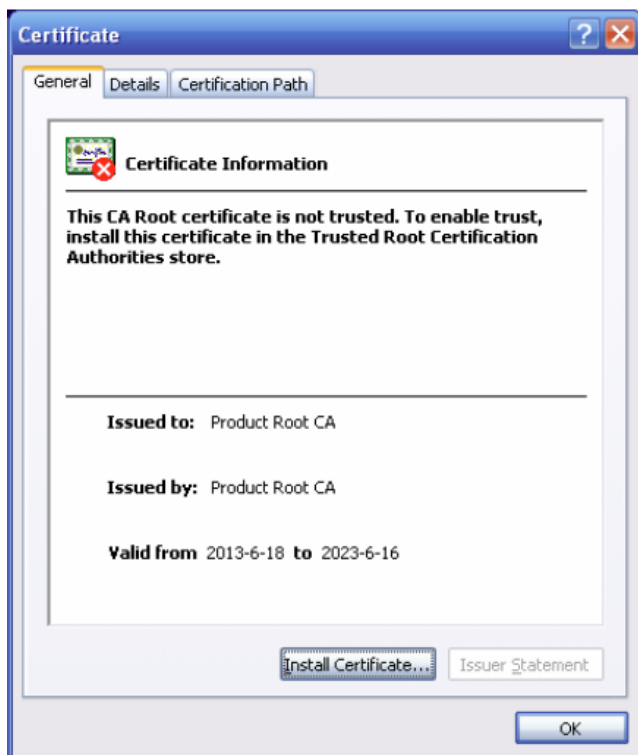 Certificate
General Details Certification Path
Certificate Information
This CA Root certificate is not trusted. To enable trust,
install this certificate in the Trusted Root Certification
Authorities store.
Issued to: Product Root CA
Issued by: Product Root CA
Valid from 2013-6-18 to 2023-6-16
Install Certificate... Issuer Statement
OK